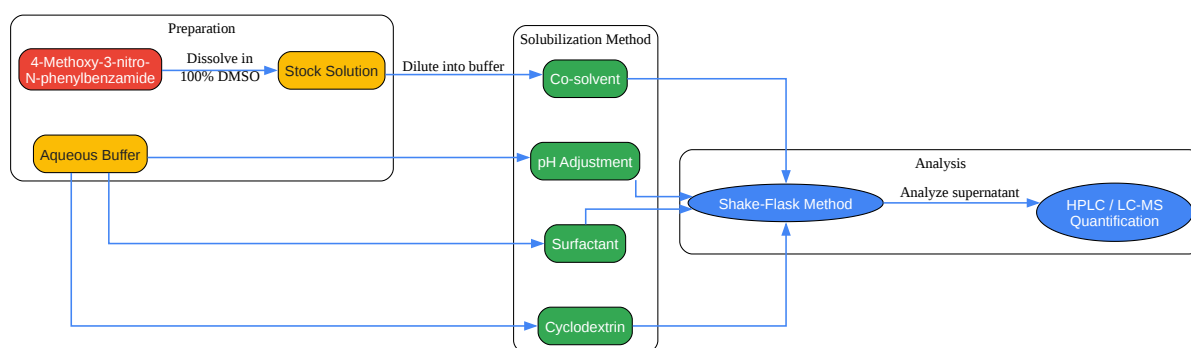 Preparation
4-Methoxy-3-nitro-
N-phenylbenzamide
Dissolve in
100% DMSO
Stock Solution
Dilute into buffer
Aqueous Buffer
Solubilization Method
Co-solvent
pH Adjustment
Surfactant
Cyclodextrin
Analysis
Shake-Flask Method
Analyze supernatant
HPLC / LC-MS
Quantification